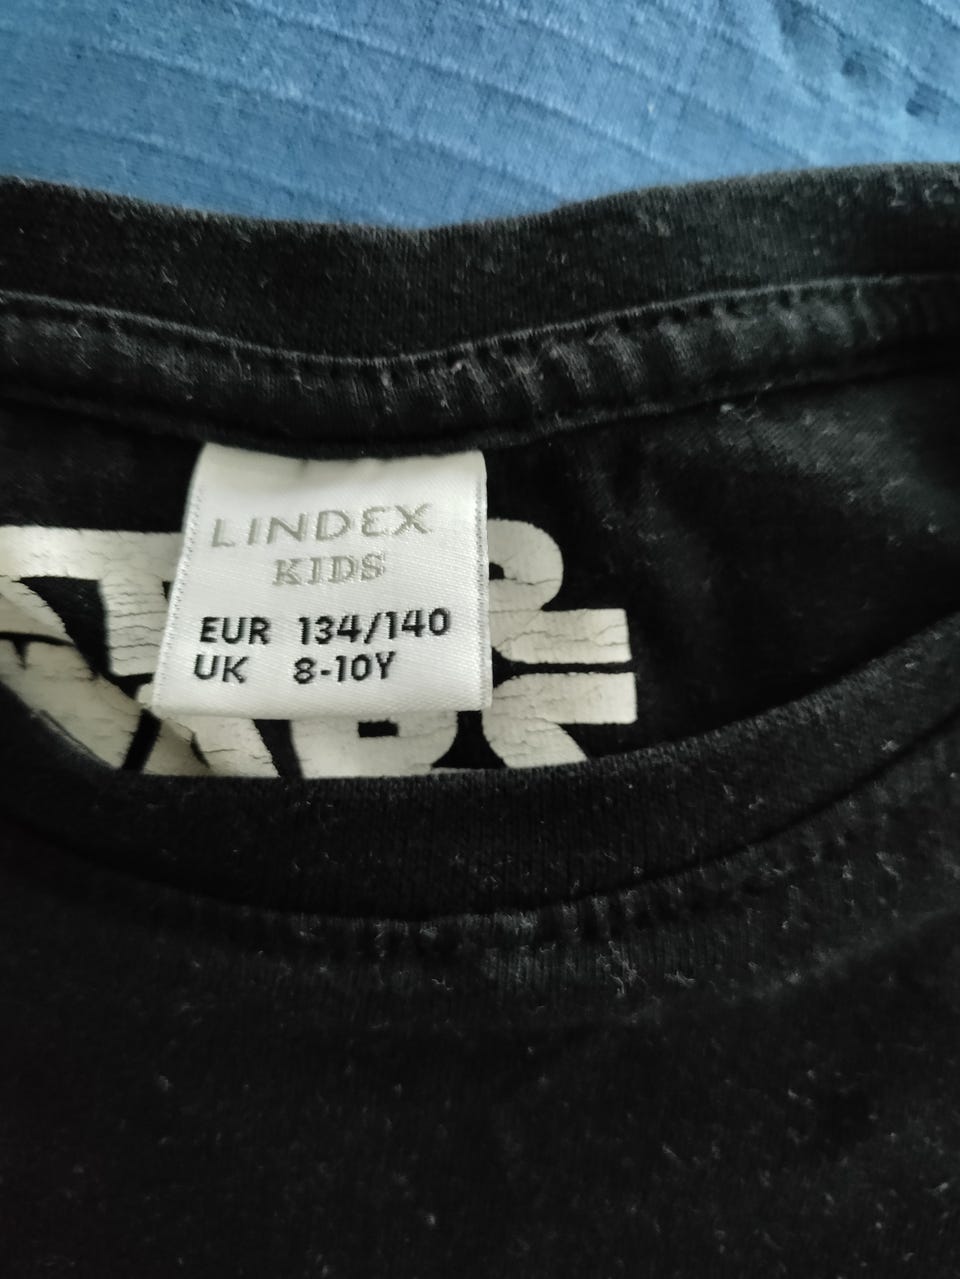 LINDEX
KIDS
EUR 134/140
UK 8-10Y